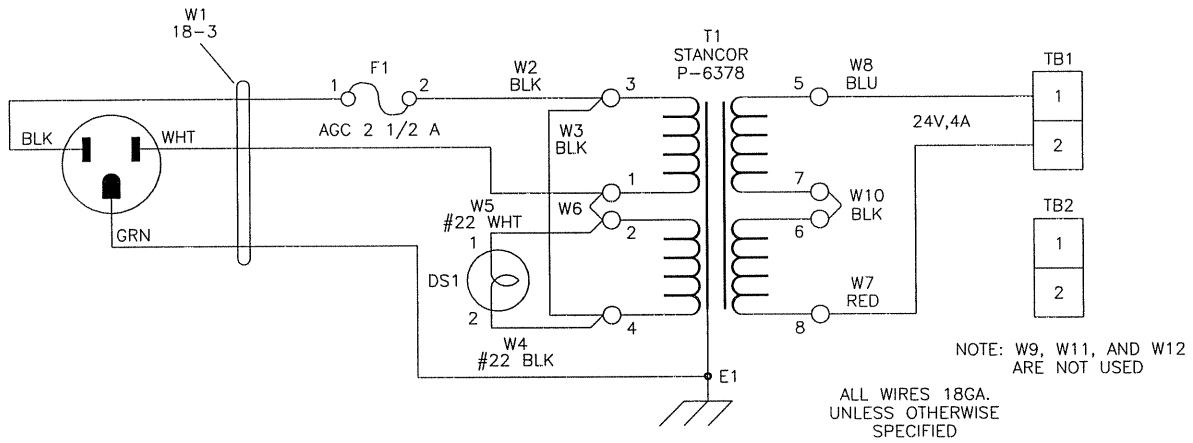 W1
18-3
F1
1
2
AGC 2 1/2 A
W2
BLK
T1
STANCOR
P-6378
W8
BLU
TB1
1
2
24V,4A
BLK
WHT
GRN
3
W3
BLK
1
W6
2
4
W5
#22 WHT
1
DS1
2
W4
#22 BLK
5
7
W10
BLK
6
W7
RED
8
TB2
1
2
E1
NOTE: W9, W11, AND W12
ARE NOT USED
ALL WIRES 18GA.
UNLESS OTHERWISE
SPECIFIED